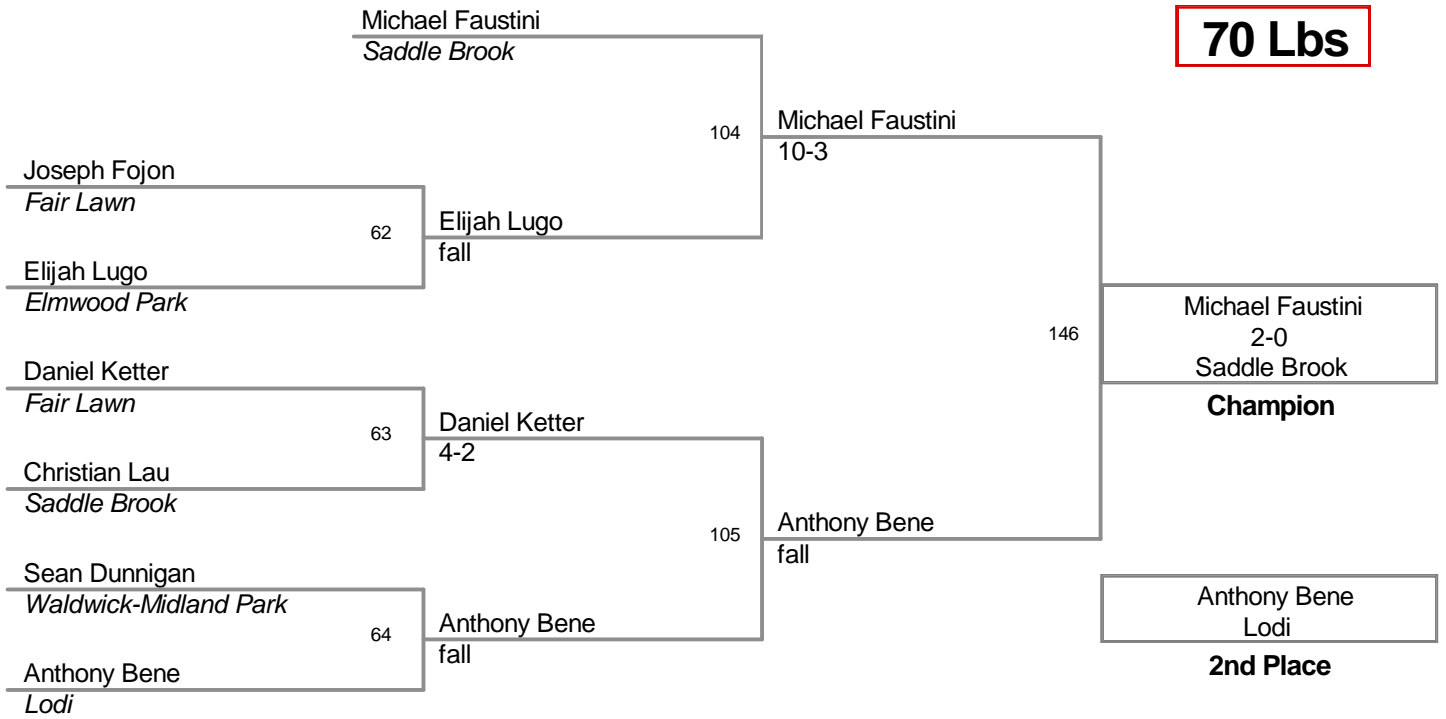 Michael Faustini
Saddle Brook
70 Lbs
104
Michael Faustini
10-3
Joseph Fojon
Fair Lawn
62
Elijah Lugo
fall
Elijah Lugo
Elmwood Park
146
Michael Faustini
2-0
Saddle Brook
Champion
Daniel Ketter
Fair Lawn
63
Daniel Ketter
4-2
Christian Lau
Saddle Brook
105
Anthony Bene
fall
Sean Dunnigan
Waldwick-Midland Park
64
Anthony Bene
fall
Anthony Bene
Lodi
Anthony Bene
Lodi
2nd Place